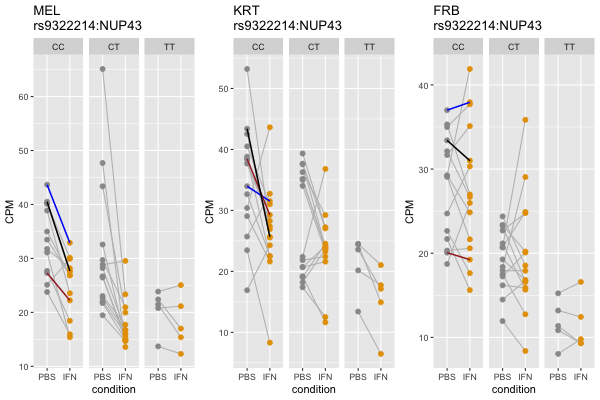 MEL
rs9322214:NUP43
CC CT TT
60
50
40
30
20
10
CPM
PBS IFN PBS IFN PBS IFN
condition
KRT
rs9322214:NUP43
CC CT TT
50
40
30
20
10
CPM
PBS IFN PBS IFN PBS IFN
condition
FRB
rs9322214:NUP43
CC CT TT
40
30
20
10
CPM
PBS IFN PBS IFN PBS IFN
condition